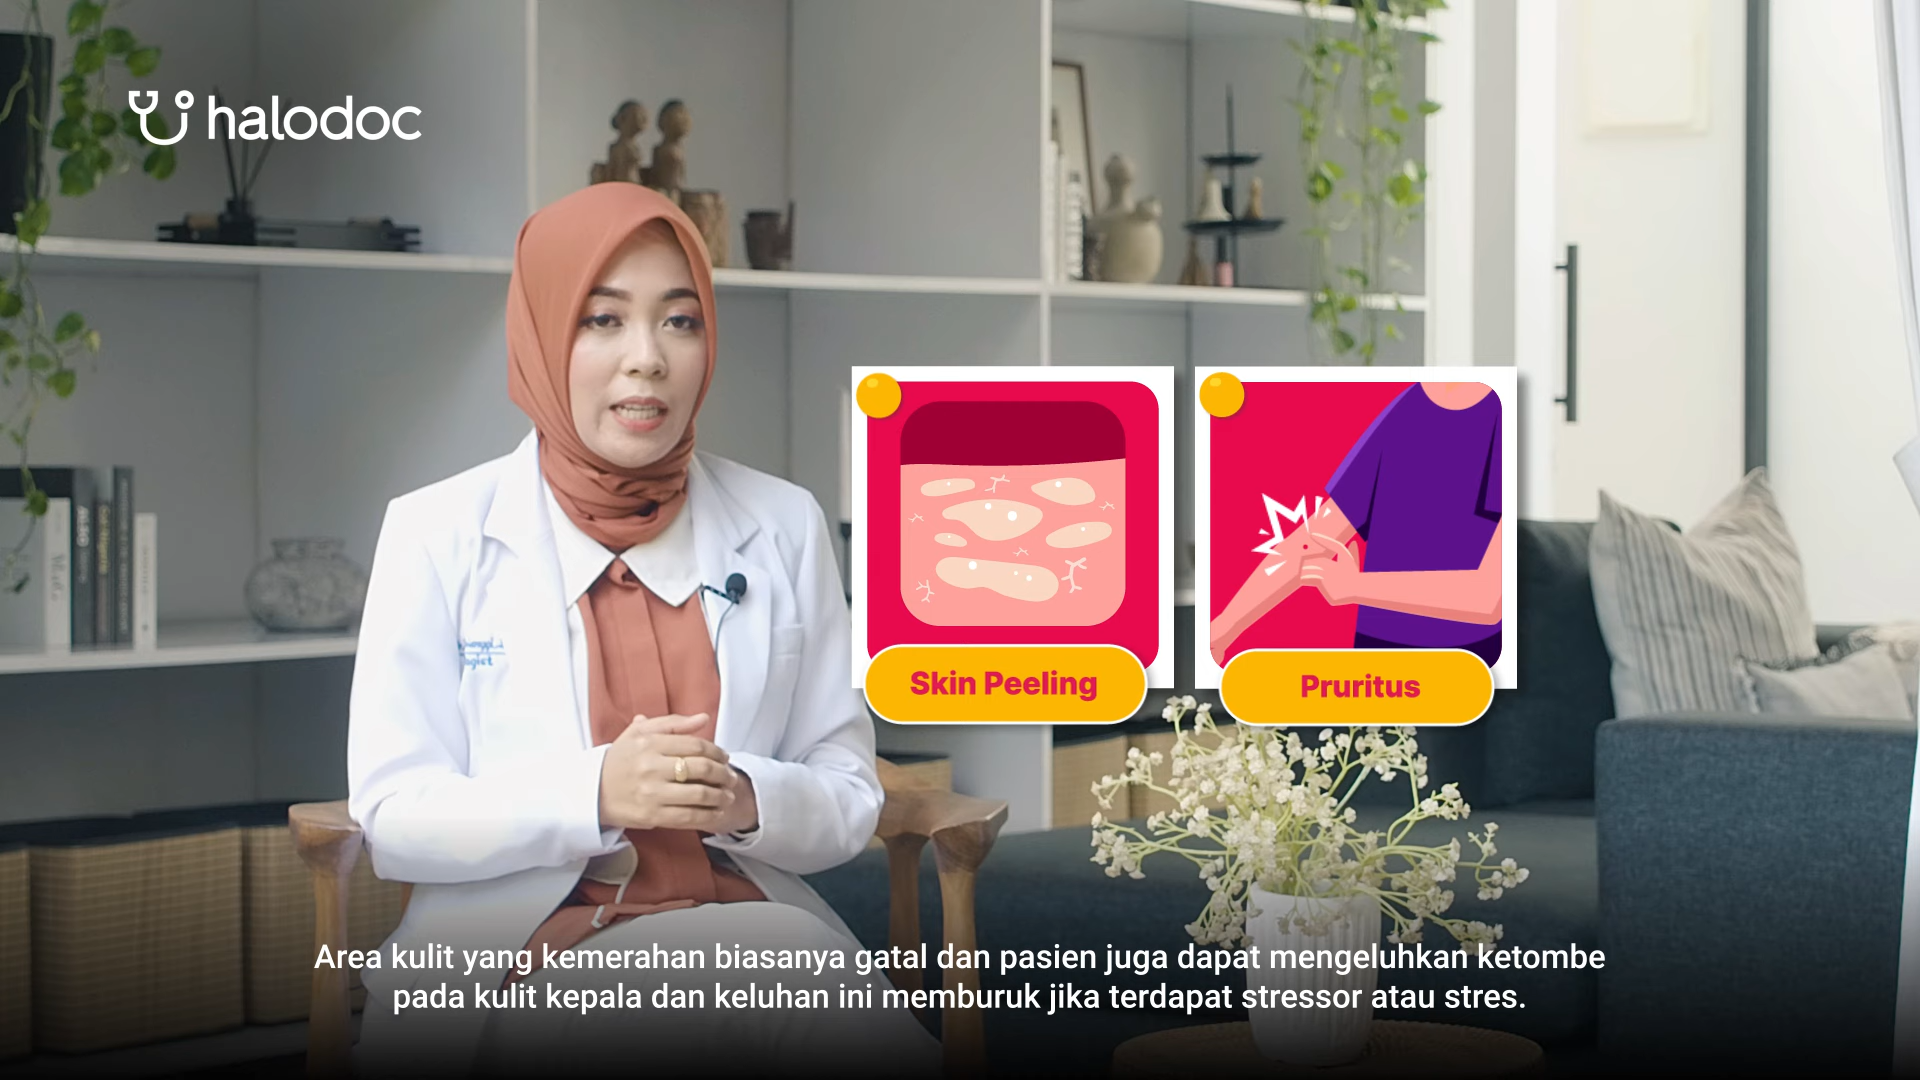 halodoc
Skin Peeling
Pruritus
Area kulit yang kemerahan biasanya gatal dan pasien juga dapat mengeluhkan ketombe
pada kulit kepala dan keluhan ini memburuk jika terdapat stressor atau stres.